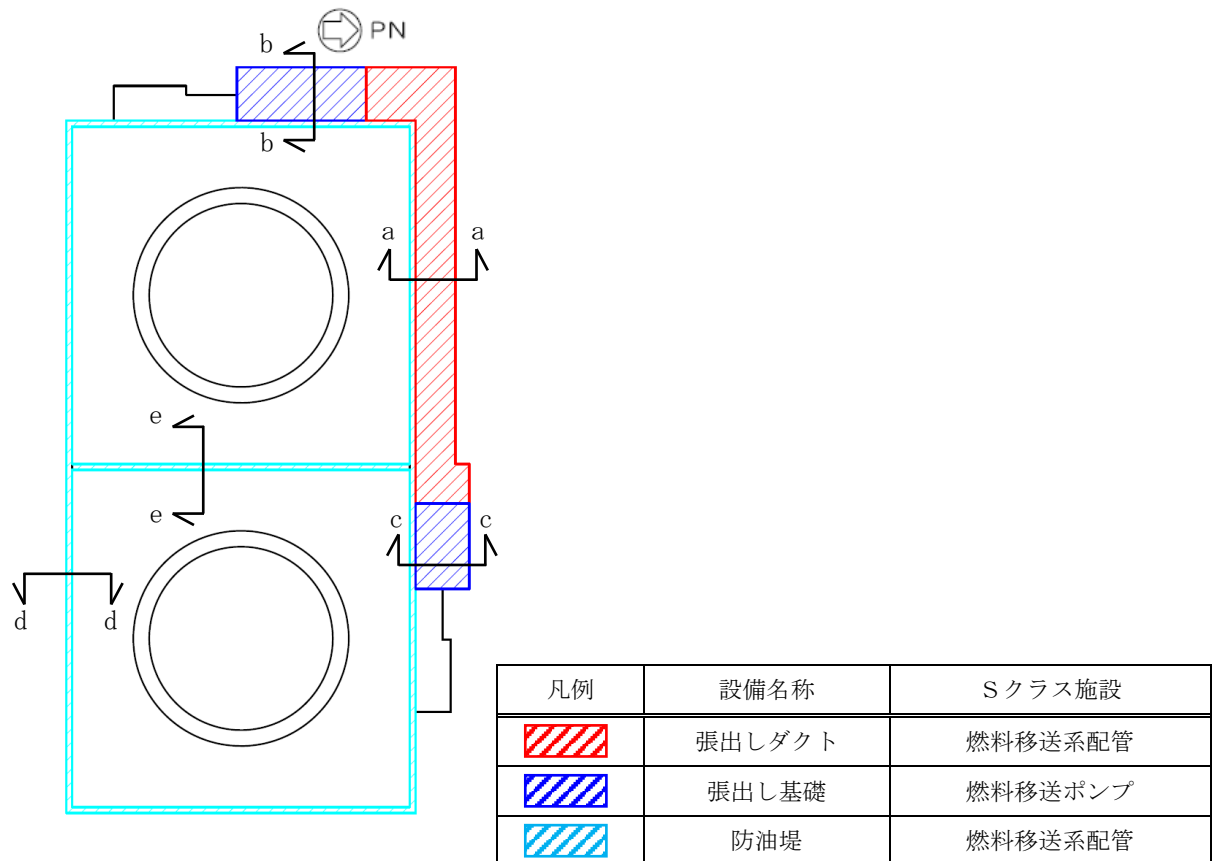 PN
b
b
a a
e
e
c c
d d
凡例 設備名称 Sクラス施設
張出しダクト 燃料移送系配管
張出し基礎 燃料移送ポンプ
防油堤 燃料移送系配管